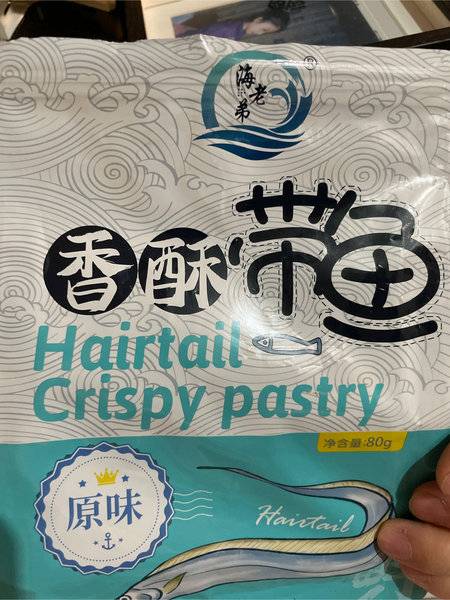 海老弟
®
香酥带鱼
Hairtail
Crispy pastry
净含量:80g
原味
Hairtail